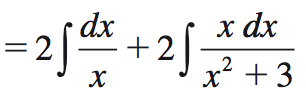 = 2 ∫ dx/x + 2 ∫ x dx/(x² + 3)